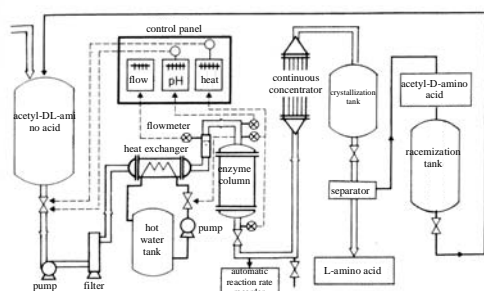 control panel
flow
pH
heat
acetyl-DL-ami
no acid
flowmeter
heat exchanger
continuous
concentrator
crystallization
tank
acetyl-D-amino
acid
racemization
tank
enzyme
column
separator
hot
water
tank
pump
L-amino acid
pump
filter
automatic
reaction rate